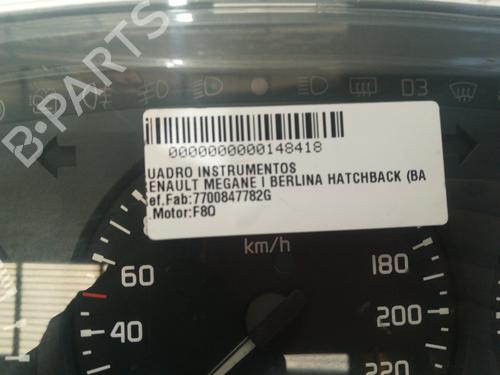 B-PARTS
D3
0000000000148418
UADRO INSTRUMENTOS
ENAULT MEGANE I BERLINA HATCHBACK (BA
ef.Fab:7700847782G
.Motor:F8Q
km/h
60
40
180
200
220